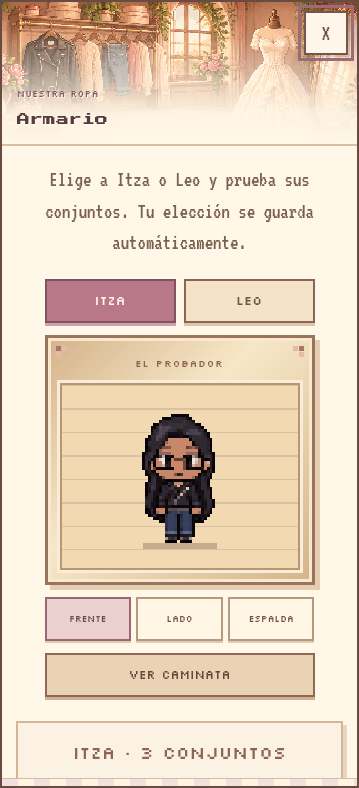 X
NUESTRA ROPA
Armario
Elige a Itza o Leo y prueba sus
conjuntos. Tu elección se guarda
automáticamente.
ITZA
LEO
EL PROBADOR
FRENTE
LADO
ESPALDA
VER CAMINATA
ITZA · 3 CONJUNTOS